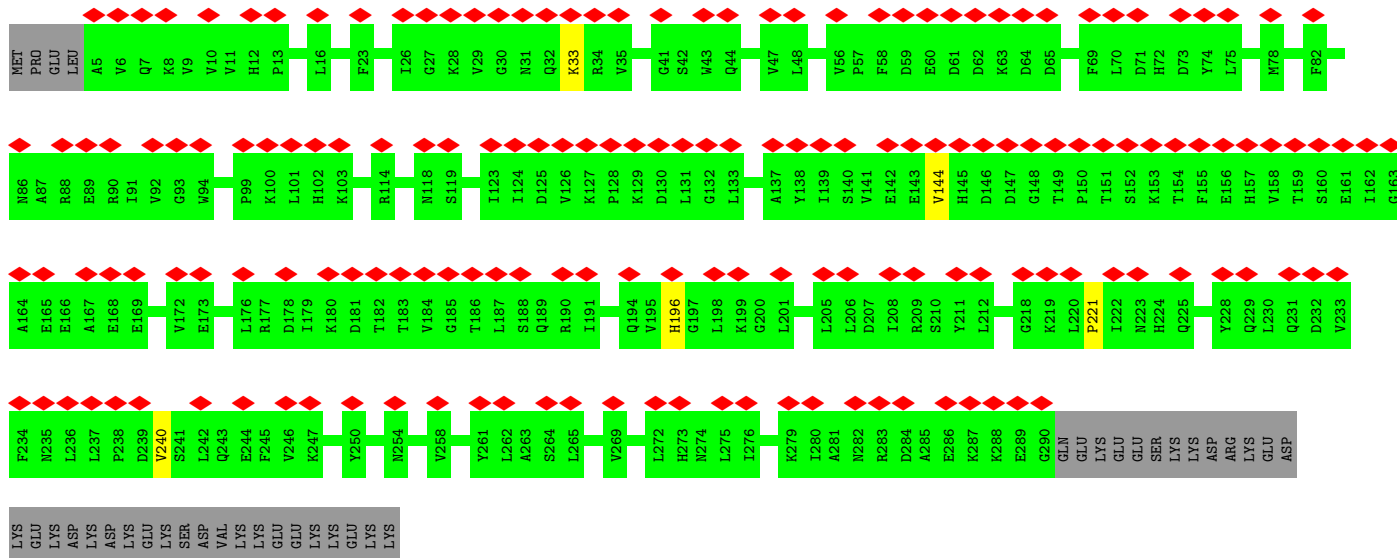 MET PRO GLU LEU A5 V6 Q7 K8 V9 V10 V11 H12 P13 L16 F23 I26 G27 K28 V29 G30 N31 Q32 K33 R34 V35 G41 S42 W43 Q44 V47 L48 V56 P57 F58 D59 E60 D61 D62 K63 D64 D65 F69 L70 D71 H72 D73 Y74 L75 M78 F82
N86 A87 R88 E89 R90 I91 V92 G93 W94 P99 K100 L101 H102 K103 R114 N118 S119 I123 I124 D125 V126 K127 P128 K129 D130 L131 G132 L133 A137 Y138 I139 S140 V141 E142 E143 V144 H145 D146 D147 G148 T149 P150 T151 S152 K153 T154 F155 E156 H157 V158 T159 S160 E161 I162 G163
A164 E165 E166 A167 E168 E169 V172 E173 L176 R177 D178 I179 K180 D181 T182 T183 V184 G185 T186 L187 S188 Q189 R190 I191 Q194 V195 H196 G197 L198 K199 G200 L201 L205 L206 D207 I208 R209 S210 Y211 L212 G218 K219 L220 P221 I222 N223 H224 Q225 Y228 Q229 L230 Q231 D232 V233
F234 N235 L236 L237 P238 D239 V240 S241 L242 Q243 E244 F245 V246 K247 Y250 N254 V258 Y261 L262 A263 S264 L265 V269 L272 H273 N274 L275 I276 K279 I280 A281 N282 R283 D284 A285 E286 K287 K288 E289 G290 GLN GLU LYS GLU GLU SER LYS LYS ASP ARG LYS GLU ASP
LYS GLU LYS ASP LYS ASP LYS GLU LYS SER ASP VAL LYS LYS GLU GLU LYS LYS GLU LYS LYS